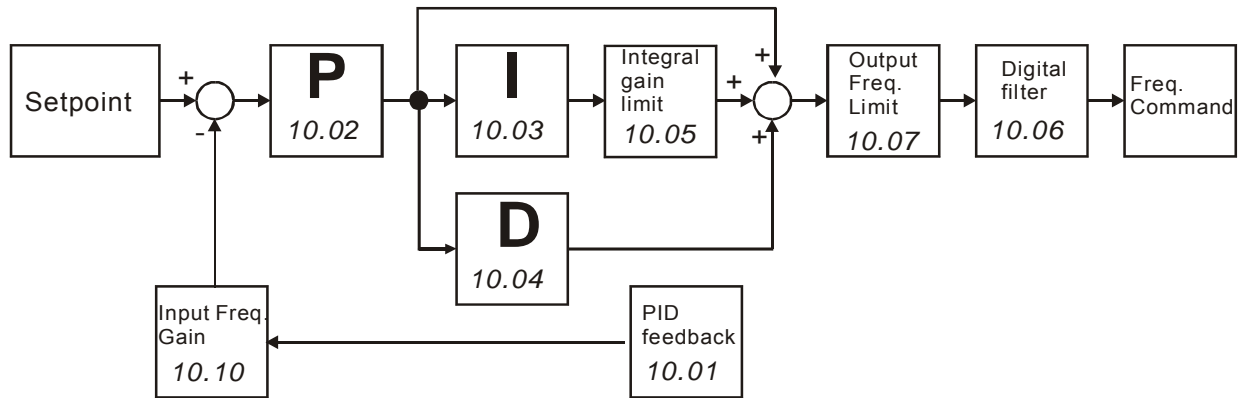 Setpoint
+
-
P
10.02
I
10.03
Integral
gain
limit
10.05
D
10.04
+
+
+
Output
Freq.
Limit
10.07
Digital
filter
10.06
Freq.
Command
Input Freq.
Gain
10.10
PID
feedback
10.01